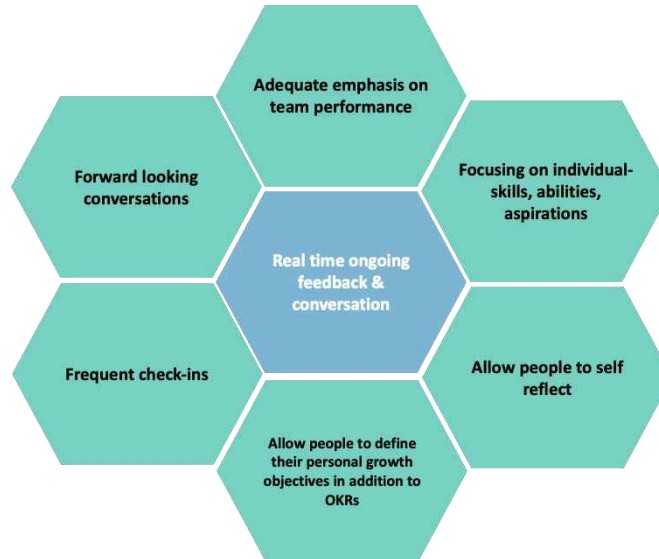 Adequate emphasis on
team performance
Forward looking
conversations
Focusing on individual-
skills, abilities,
aspirations
Real time ongoing
feedback &
conversation
Frequent check-ins
Allow people to self
reflect
Allow people to define
their personal growth
objectives in addition to
OKRs